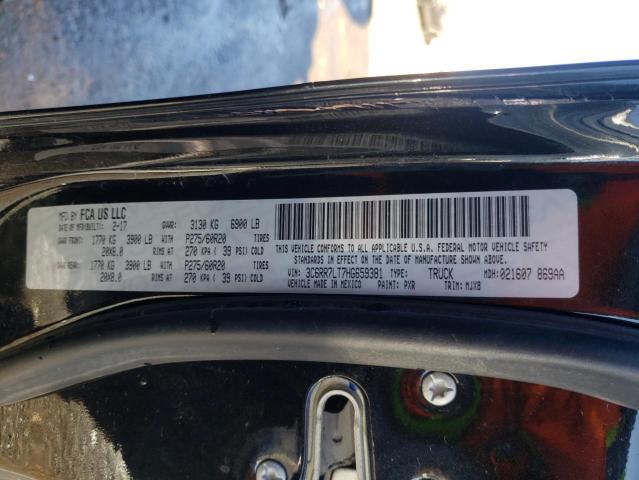 MFD BY FCA US LLC
DATE OF MFR(BUILT): 2-17 GVWR: 3130 KG 6900 LB
GAWR FRONT: 1770 KG 3900 LB WITH P275/60R20 TIRES
20X8.0 RIMS AT 270 KPA ( 39 PSI) COLD
GAWR REAR: 1770 KG 3900 LB WITH P275/60R20 TIRES
20X8.0 RIMS AT 270 KPA ( 39 PSI) COLD
THIS VEHICLE CONFORMS TO ALL APPLICABLE U.S.A. FEDERAL MOTOR VEHICLE SAFETY
STANDARDS IN EFFECT ON THE DATE OF MANUFACTURE SHOWN ABOVE.
VIN: 3C6RR7LT7HG659381 TYPE: TRUCK MDH: 021607 869AA
VEHICLE MADE IN MEXICO PAINT: PXR TRIM: MJX8